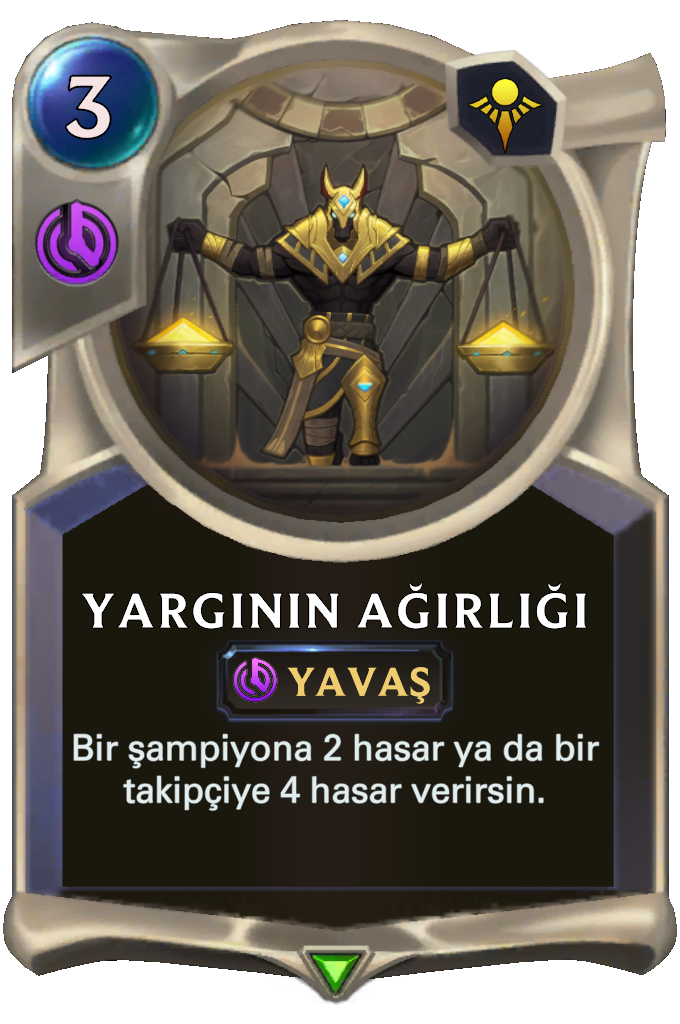 3
YARGININ AĞIRLIĞI
YAVAŞ
Bir şampiyona 2 hasar ya da bir
takipçiye 4 hasar verirsin.